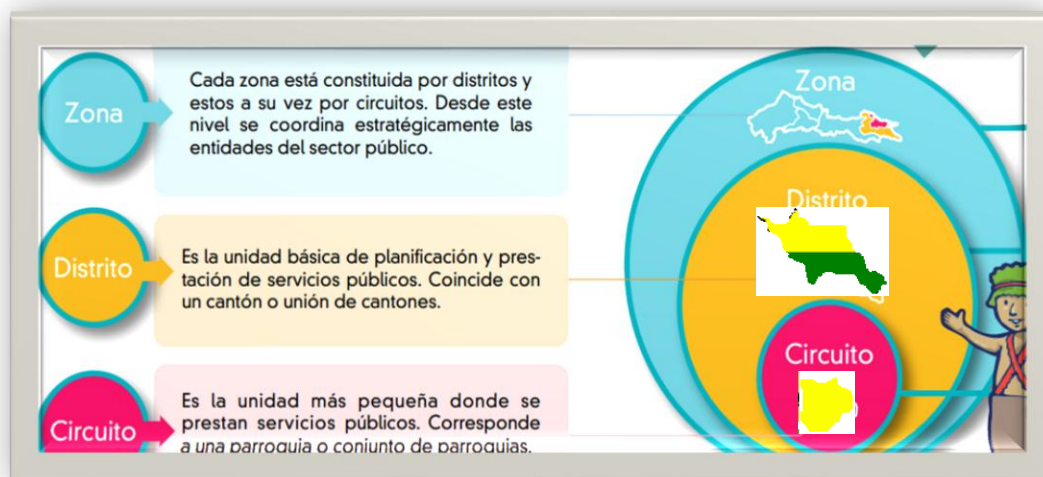 Zona
Cada zona está constituida por distritos y
estos a su vez por circuitos. Desde este
nivel se coordina estratégicamente las
entidades del sector público.
Distrito
Es la unidad básica de planificación y pres-
tación de servicios públicos. Coincide con
un cantón o unión de cantones.
Circuito
Es la unidad más pequeña donde se
prestan servicios públicos. Corresponde
a una parroquia o conjunto de parroquias.
Zona
Distrito
Circuito